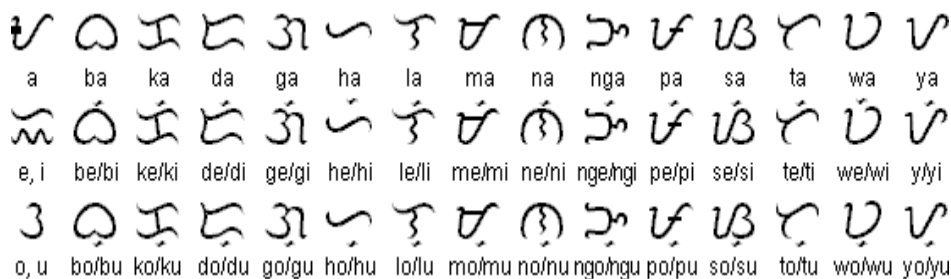 ᜀ ᜊ ᜃ ᜇ ᜄ ᜑ ᜎ ᜋ ᜈ ᜅ ᜉ ᜐ ᜆ ᜏ ᜌ
a ba ka da ga ha la ma na nga pa sa ta wa ya
ᜁ ᜊᜒ ᜃᜒ ᜇᜒ ᜄᜒ ᜑᜒ ᜎᜒ ᜋᜒ ᜈᜒ ᜅᜒ ᜉᜒ ᜐᜒ ᜆᜒ ᜏᜒ ᜌᜒ
e, i be/bi ke/ki de/di ge/gi he/hi le/li me/mi ne/ni nge/ngi pe/pi se/si te/ti we/wi y/yi
ᜂ ᜊᜓ ᜃᜓ ᜇᜓ ᜄᜓ ᜑᜓ ᜎᜓ ᜋᜓ ᜈᜓ ᜅᜓ ᜉᜓ ᜐᜓ ᜆᜓ ᜏᜓ ᜌᜓ
o, u bo/bu ko/ku do/du go/gu ho/hu lo/lu mo/mu no/nu ngo/ngu po/pu so/su to/tu wo/wu yo/yu